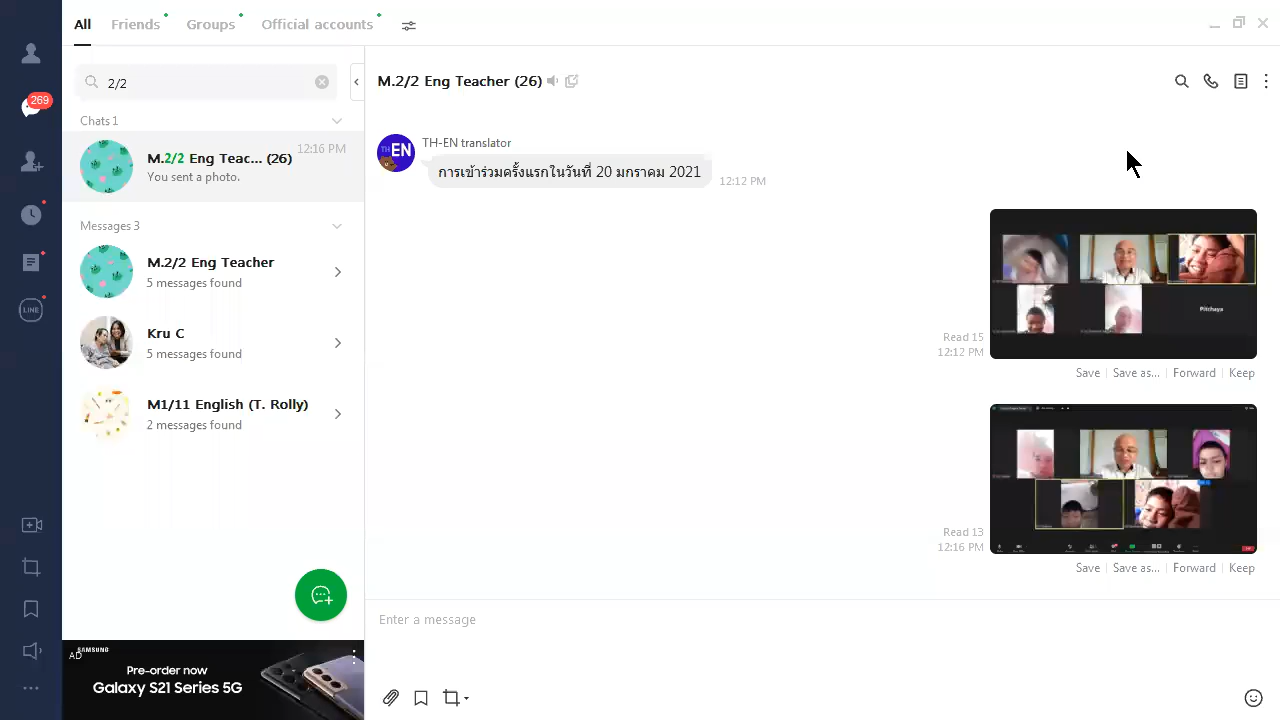 All Friends Groups Official accounts
2/2
Chats 1
M.2/2 Eng Teac... (26) 12:16 PM
You sent a photo.
Messages 3
M.2/2 Eng Teacher
5 messages found
Kru C
5 messages found
M1/11 English (T. Rolly)
2 messages found
269
LINE
AD SAMSUNG
Pre-order now
Galaxy S21 Series 5G
M.2/2 Eng Teacher (26)
TH EN
TH-EN translator
การเข้าร่วมครั้งแรกในวันที่ 20 มกราคม 2021
12:12 PM
Pitchaya
Read 15
12:12 PM
Save Save as... Forward Keep
Read 13
12:16 PM
Save Save as... Forward Keep
Enter a message